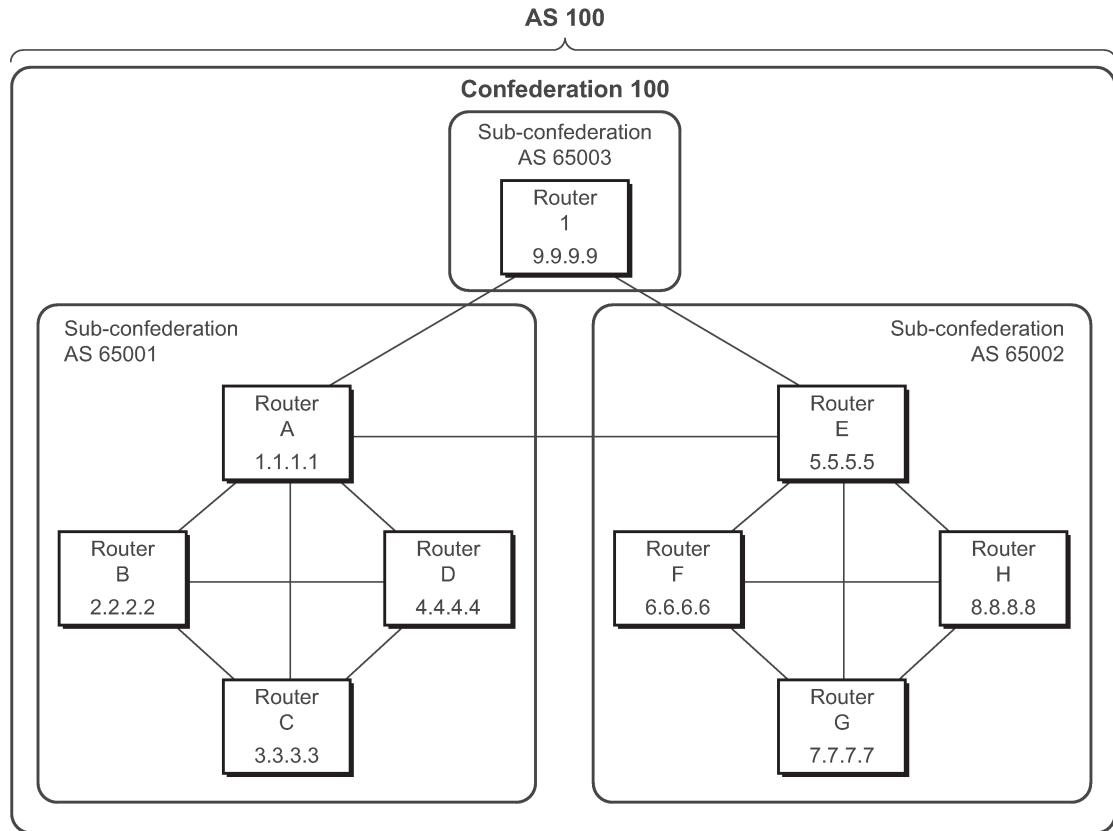 AS 100
Confederation 100
Sub-confederation
AS 65003
Router
1
9.9.9.9
Sub-confederation
AS 65001
Sub-confederation
AS 65002
Router
A
1.1.1.1
Router
E
5.5.5.5
Router
B
2.2.2.2
Router
D
4.4.4.4
Router
F
6.6.6.6
Router
H
8.8.8.8
Router
C
3.3.3.3
Router
G
7.7.7.7